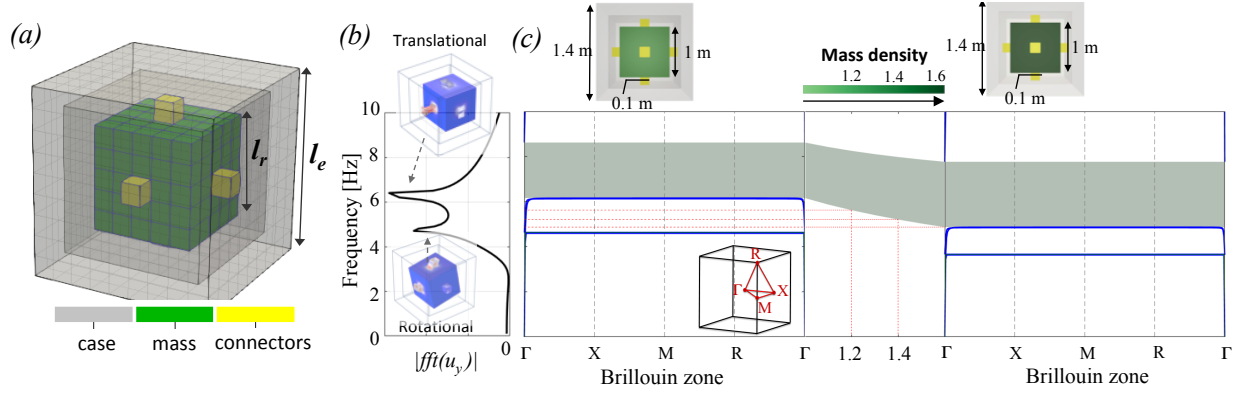 (a)
l_r
l_e
case
mass
connectors
(b)
Translational
Frequency [Hz]
10
8
6
4
2
0
Rotational
0
|fft(u_y)|
(c)
1.4 m
1 m
0.1 m
Mass density
1.2
1.4
1.6
1.4 m
1 m
0.1 m
R
Γ
X
M
Γ
X
M
R
Γ
1.2
1.4
Γ
X
M
R
Γ
Brillouin zone
Brillouin zone